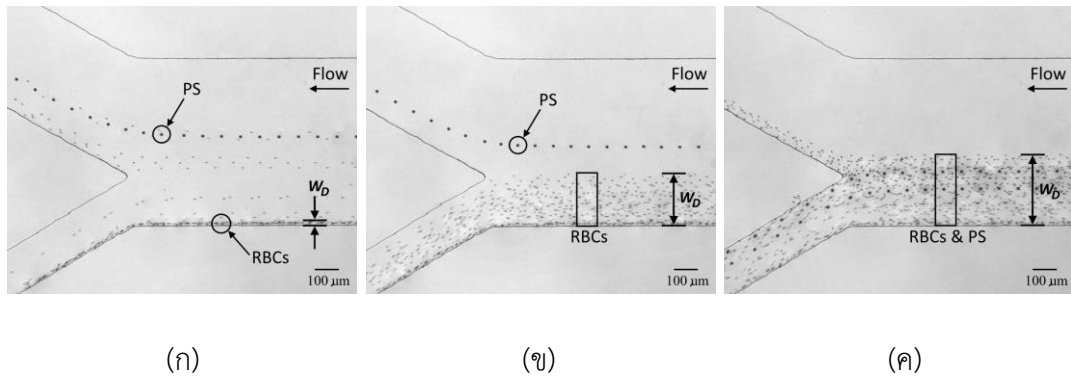 PS
Flow
W_D
RBCs
100 μm
PS
Flow
W_D
RBCs
100 μm
Flow
W_D
RBCs & PS
100 μm
(ก)
(ข)
(ค)